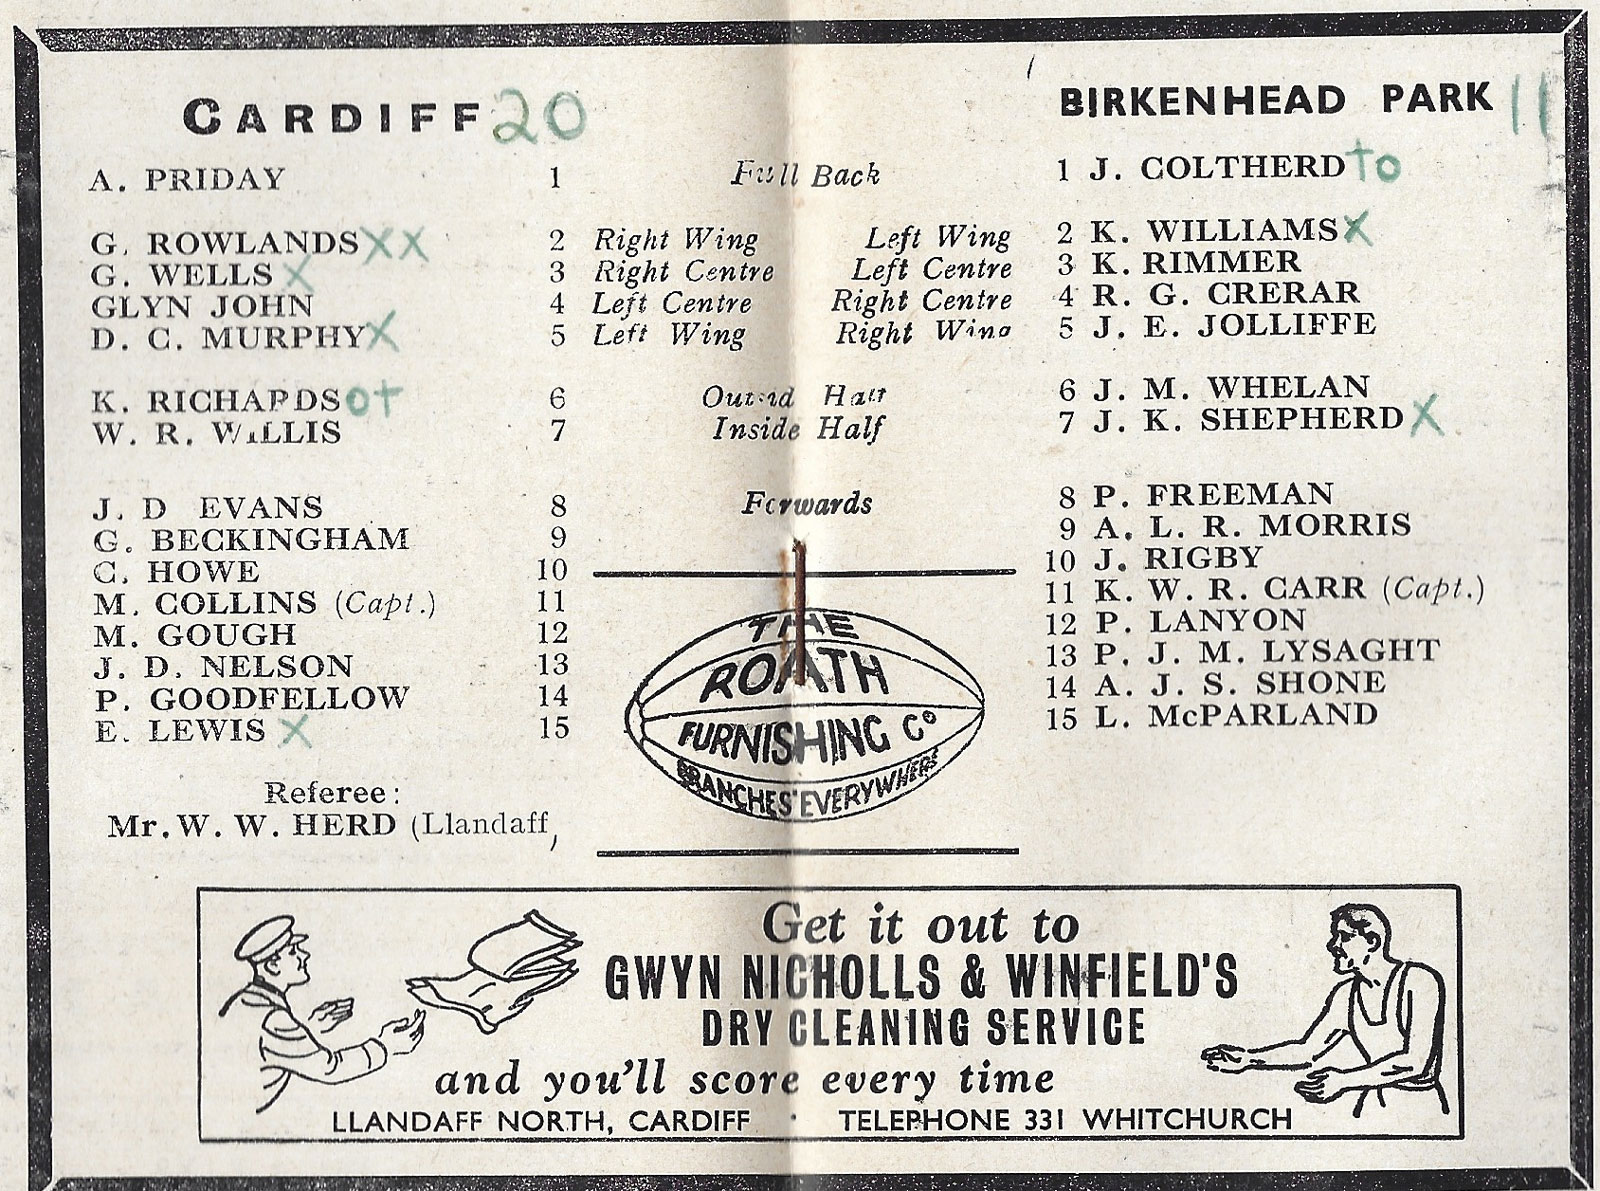 CARDIFF 20
A. PRIDAY 1
G. ROWLANDS X X 2
G. WELLS X 3
GLYN JOHN 4
D. C. MURPHY X 5
K. RICHARDS O † 6
W. R. WILLIS 7
J. D EVANS 8
G. BECKINGHAM 9
C. HOWE 10
M. COLLINS (Capt.) 11
M. GOUGH 12
J. D. NELSON 13
P. GOODFELLOW 14
E. LEWIS X 15
Referee:
Mr. W. W. HERD (Llandaff)
Full Back
Right Wing Left Wing
Right Centre Left Centre
Left Centre Right Centre
Left Wing Right Wing
Outsid Half
Inside Half
Forwards
THE
ROATH
FURNISHING Co
BRANCHES EVERYWHERE
BIRKENHEAD PARK 11
1 J. COLTHERD † O
2 K. WILLIAMS X
3 K. RIMMER
4 R. G. CRERAR
5 J. E. JOLLIFFE
6 J. M. WHELAN
7 J. K. SHEPHERD X
8 P. FREEMAN
9 A. L. R. MORRIS
10 J. RIGBY
11 K. W. R. CARR (Capt.)
12 P. LANYON
13 P. J. M. LYSAGHT
14 A. J. S. SHONE
15 L. McPARLAND
Get it out to
GWYN NICHOLLS & WINFIELD'S
DRY CLEANING SERVICE
and you'll score every time
LLANDAFF NORTH, CARDIFF · TELEPHONE 331 WHITCHURCH